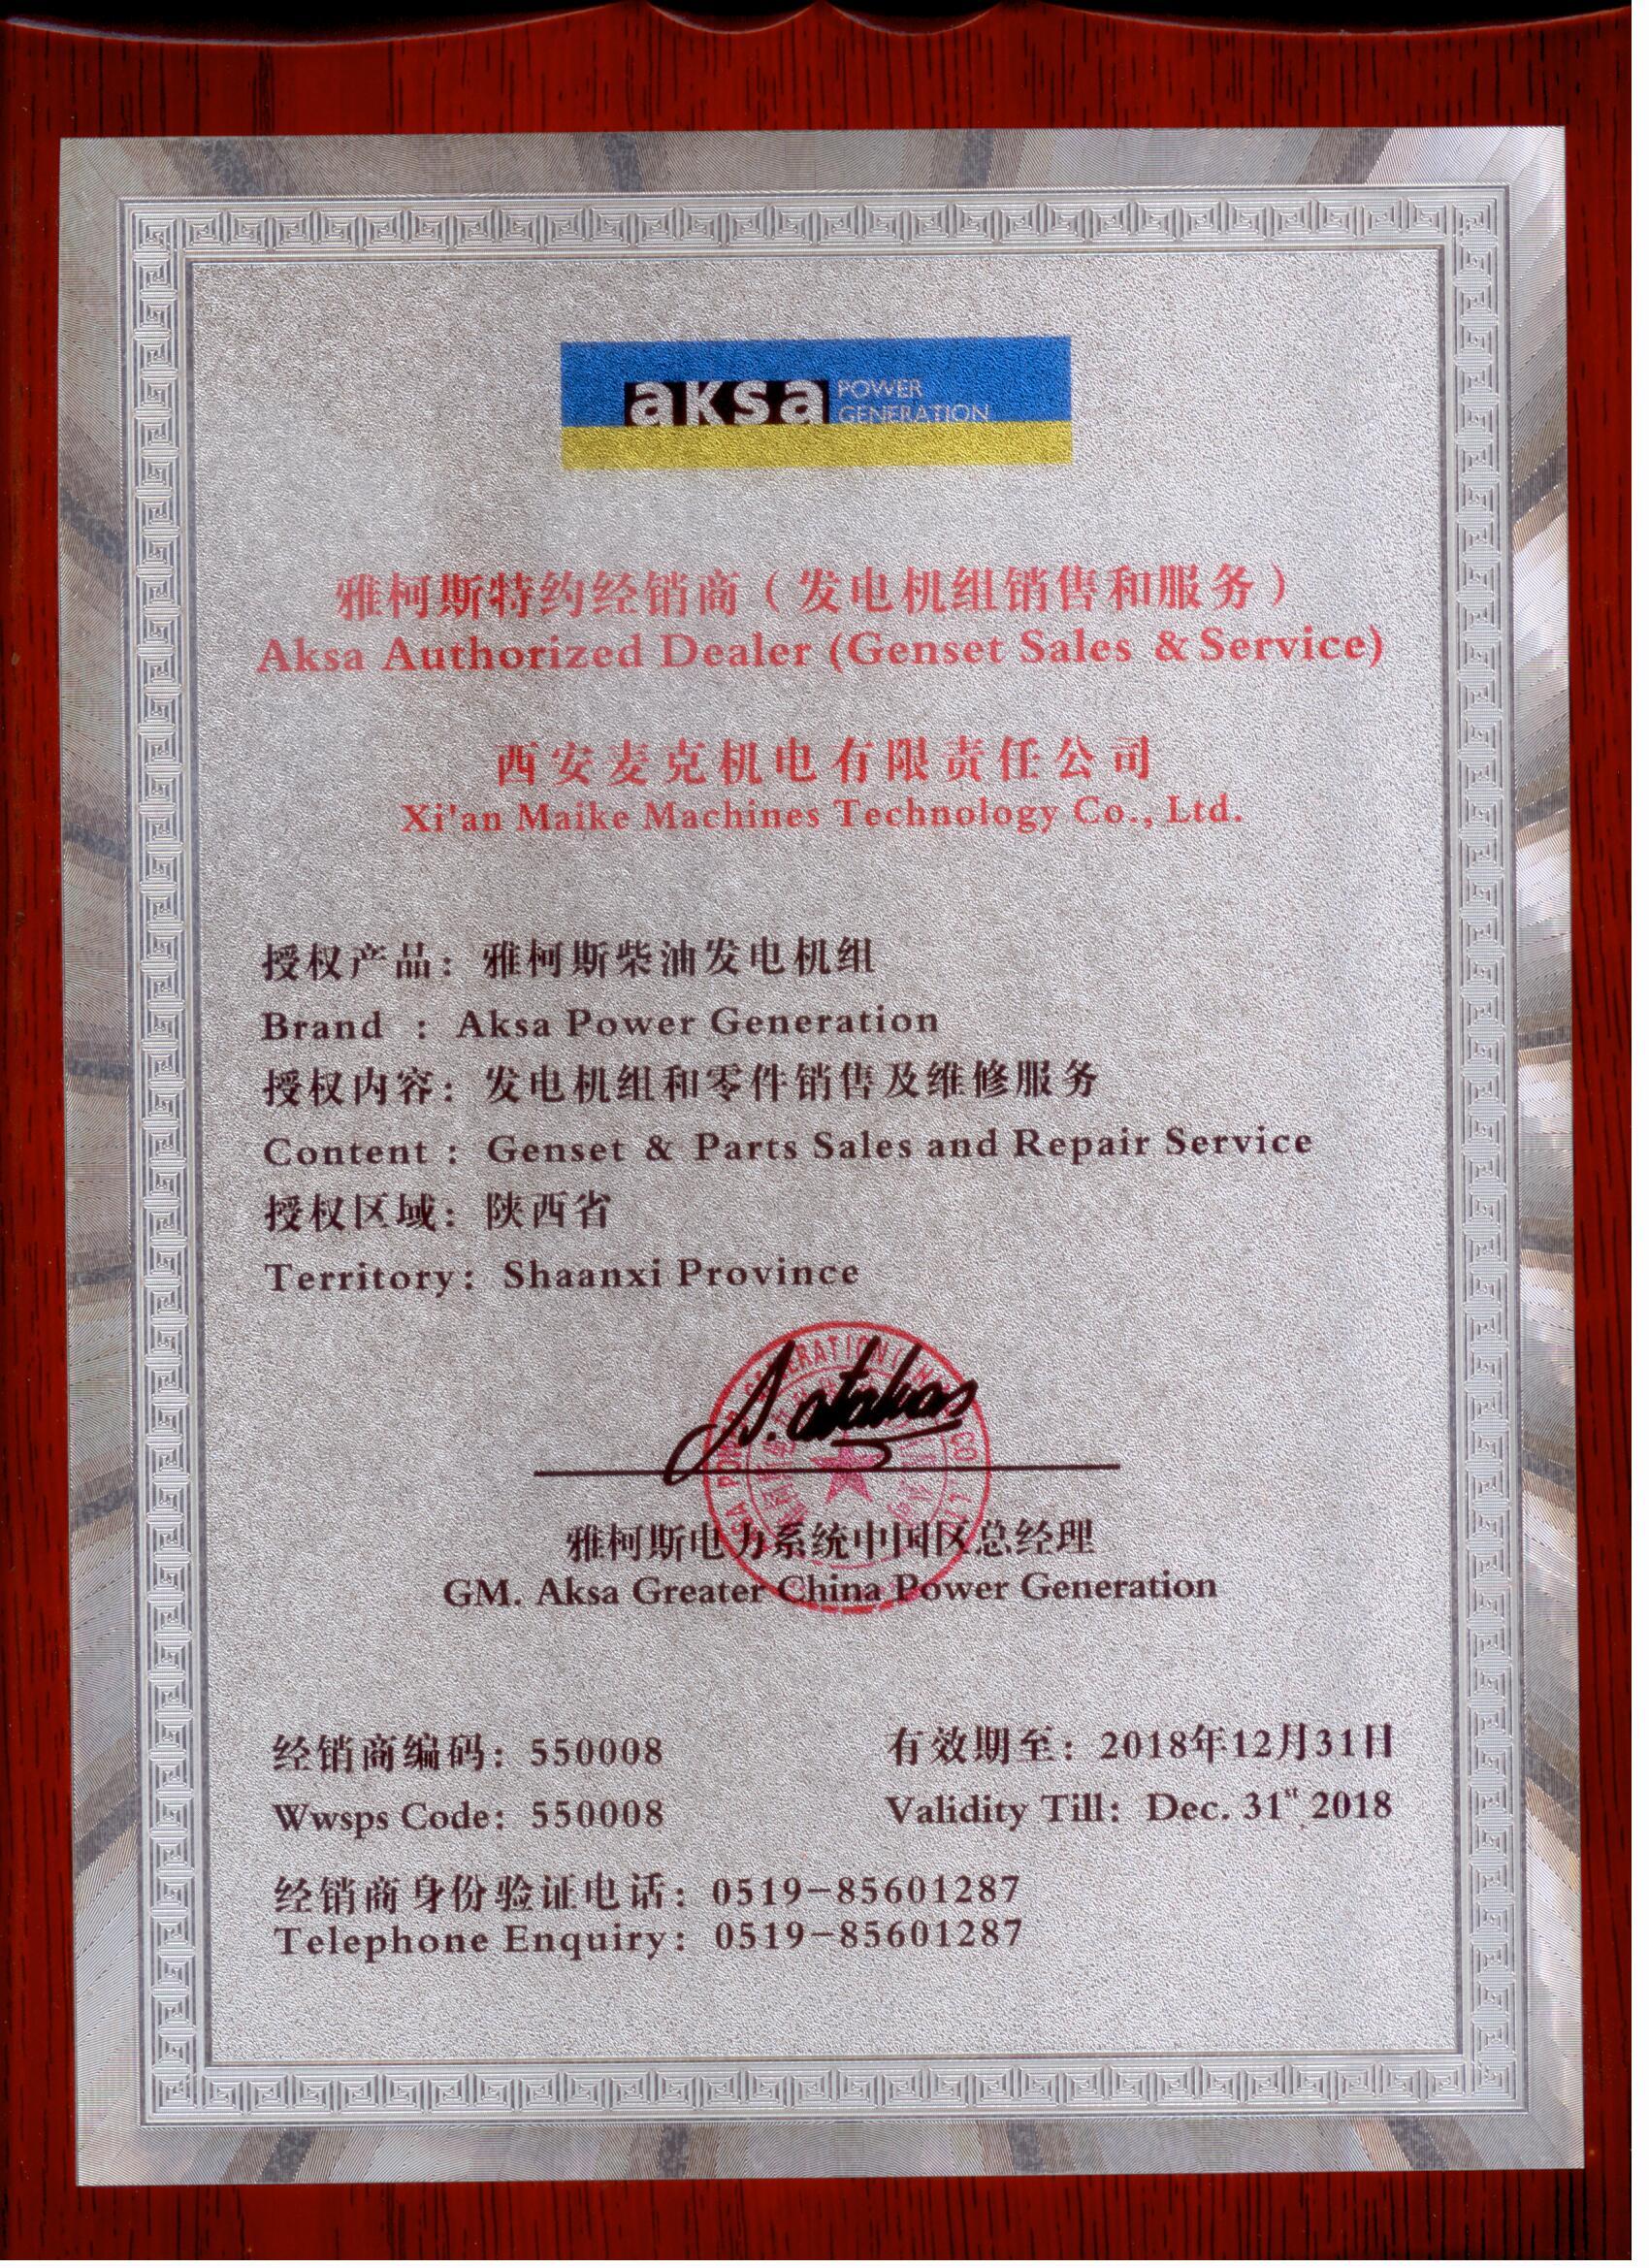 aksa POWER
GENERATION
雅柯斯特约经销商（发电机组销售和服务）
Aksa Authorized Dealer (Genset Sales & Service)
西安麦克机电有限责任公司
Xi'an Maike Machines Technology Co., Ltd.
授权产品：雅柯斯柴油发电机组
Brand : Aksa Power Generation
授权内容：发电机组和零件销售及维修服务
Content : Genset & Parts Sales and Repair Service
授权区域：陕西省
Territory: Shaanxi Province
雅柯斯电力系统中国区总经理
GM. Aksa Greater China Power Generation
经销商编码：550008
有效期至：2018年12月31日
Wwsps Code: 550008
Validity Till: Dec. 31st 2018
经销商身份验证电话：0519-85601287
Telephone Enquiry: 0519-85601287